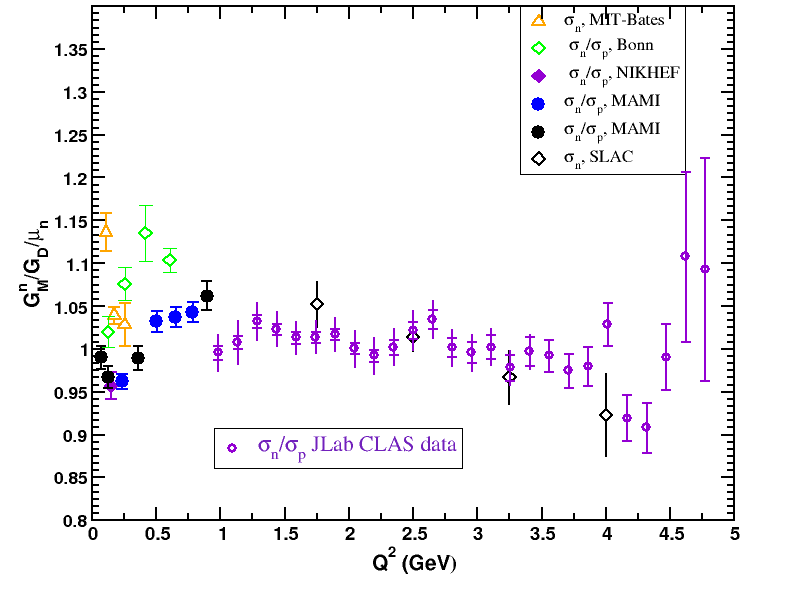 σn, MIT-Bates
σn/σp, Bonn
σn/σp, NIKHEF
σn/σp, MAMI
σn/σp, MAMI
σn, SLAC
1.35
1.3
1.25
1.2
1.15
1.1
1.05
1
0.95
0.9
0.85
0.8
G_M^n/G_D/μ_n
σn/σp JLab CLAS data
0 0.5 1 1.5 2 2.5 3 3.5 4 4.5 5
Q² (GeV)